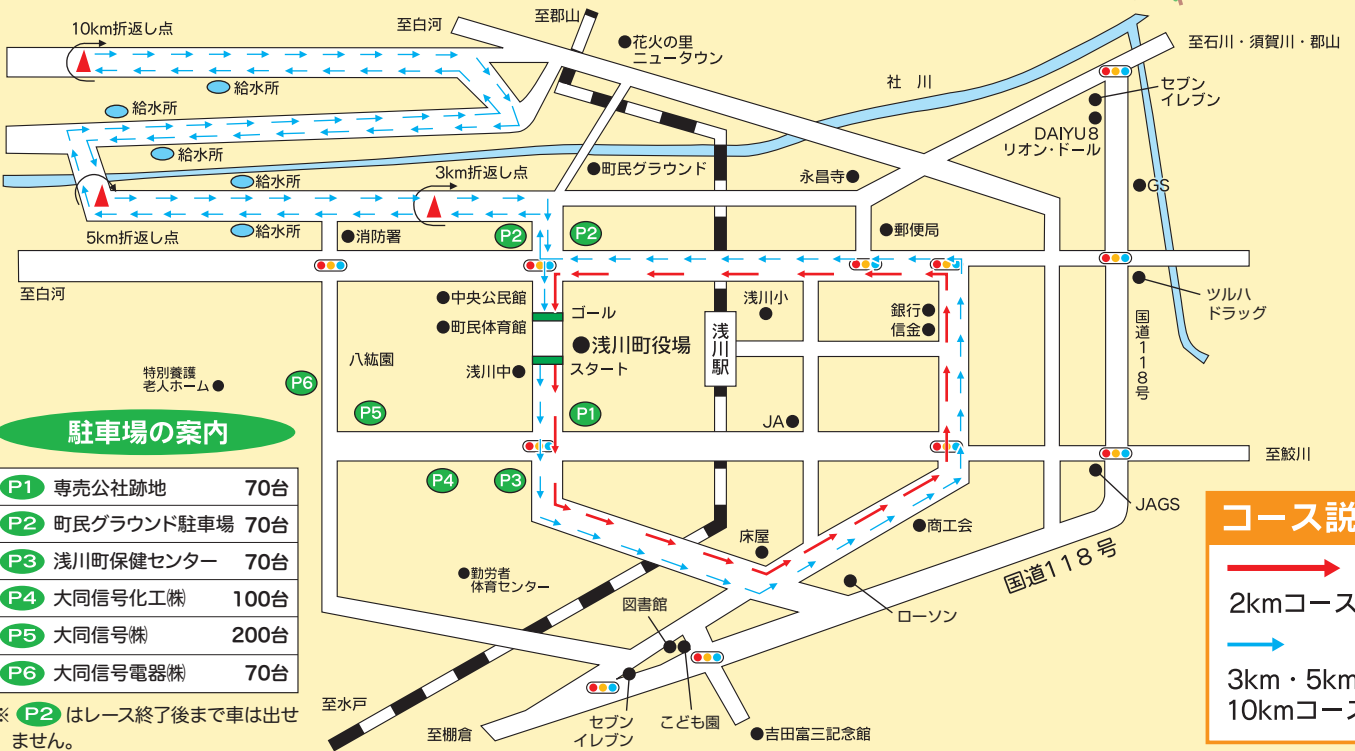 10km折返し点
至白河
至郡山
花火の里
ニュータウン
至石川・須賀川・郡山
社 川
セブン
イレブン
給水所
給水所
DAIYU8
リオン・ドール
給水所
給水所
給水所
3km折返し点
町民グラウンド
永昌寺
GS
5km折返し点
消防署
P2
P2
郵便局
至白河
中央公民館
ゴール
浅川小
銀行
信金
ツルハ
ドラッグ
町民体育館
浅川町役場
浅川駅
国道118号
八紘園
浅川中
スタート
特別養護
老人ホーム
P6
P5
P1
JA
駐車場の案内
至鮫川
P1 専売公社跡地 70台
P2 町民グラウンド駐車場 70台
P3 浅川町保健センター 70台
P4 大同信号化工㈱ 100台
P5 大同信号㈱ 200台
P6 大同信号電器㈱ 70台
※ P2 はレース終了後まで車は出せ
ません。
P4
P3
JAGS
商工会
床屋
勤労者
体育センター
国道118号
図書館
ローソン
至水戸
至棚倉
セブン
イレブン
こども園
吉田富三記念館
コース説
2kmコース
3km・5km
10kmコース